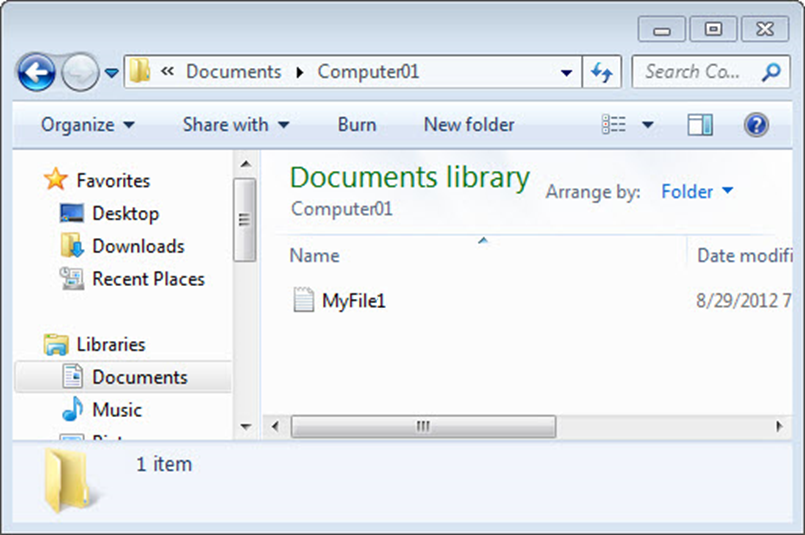 « Documents ▸ Computer01
Search Co...
Organize Share with Burn New folder
Favorites
Desktop
Downloads
Recent Places
Libraries
Documents
Music
Documents library
Computer01
Arrange by: Folder
Name Date modifi
MyFile1 8/29/2012 7
1 item